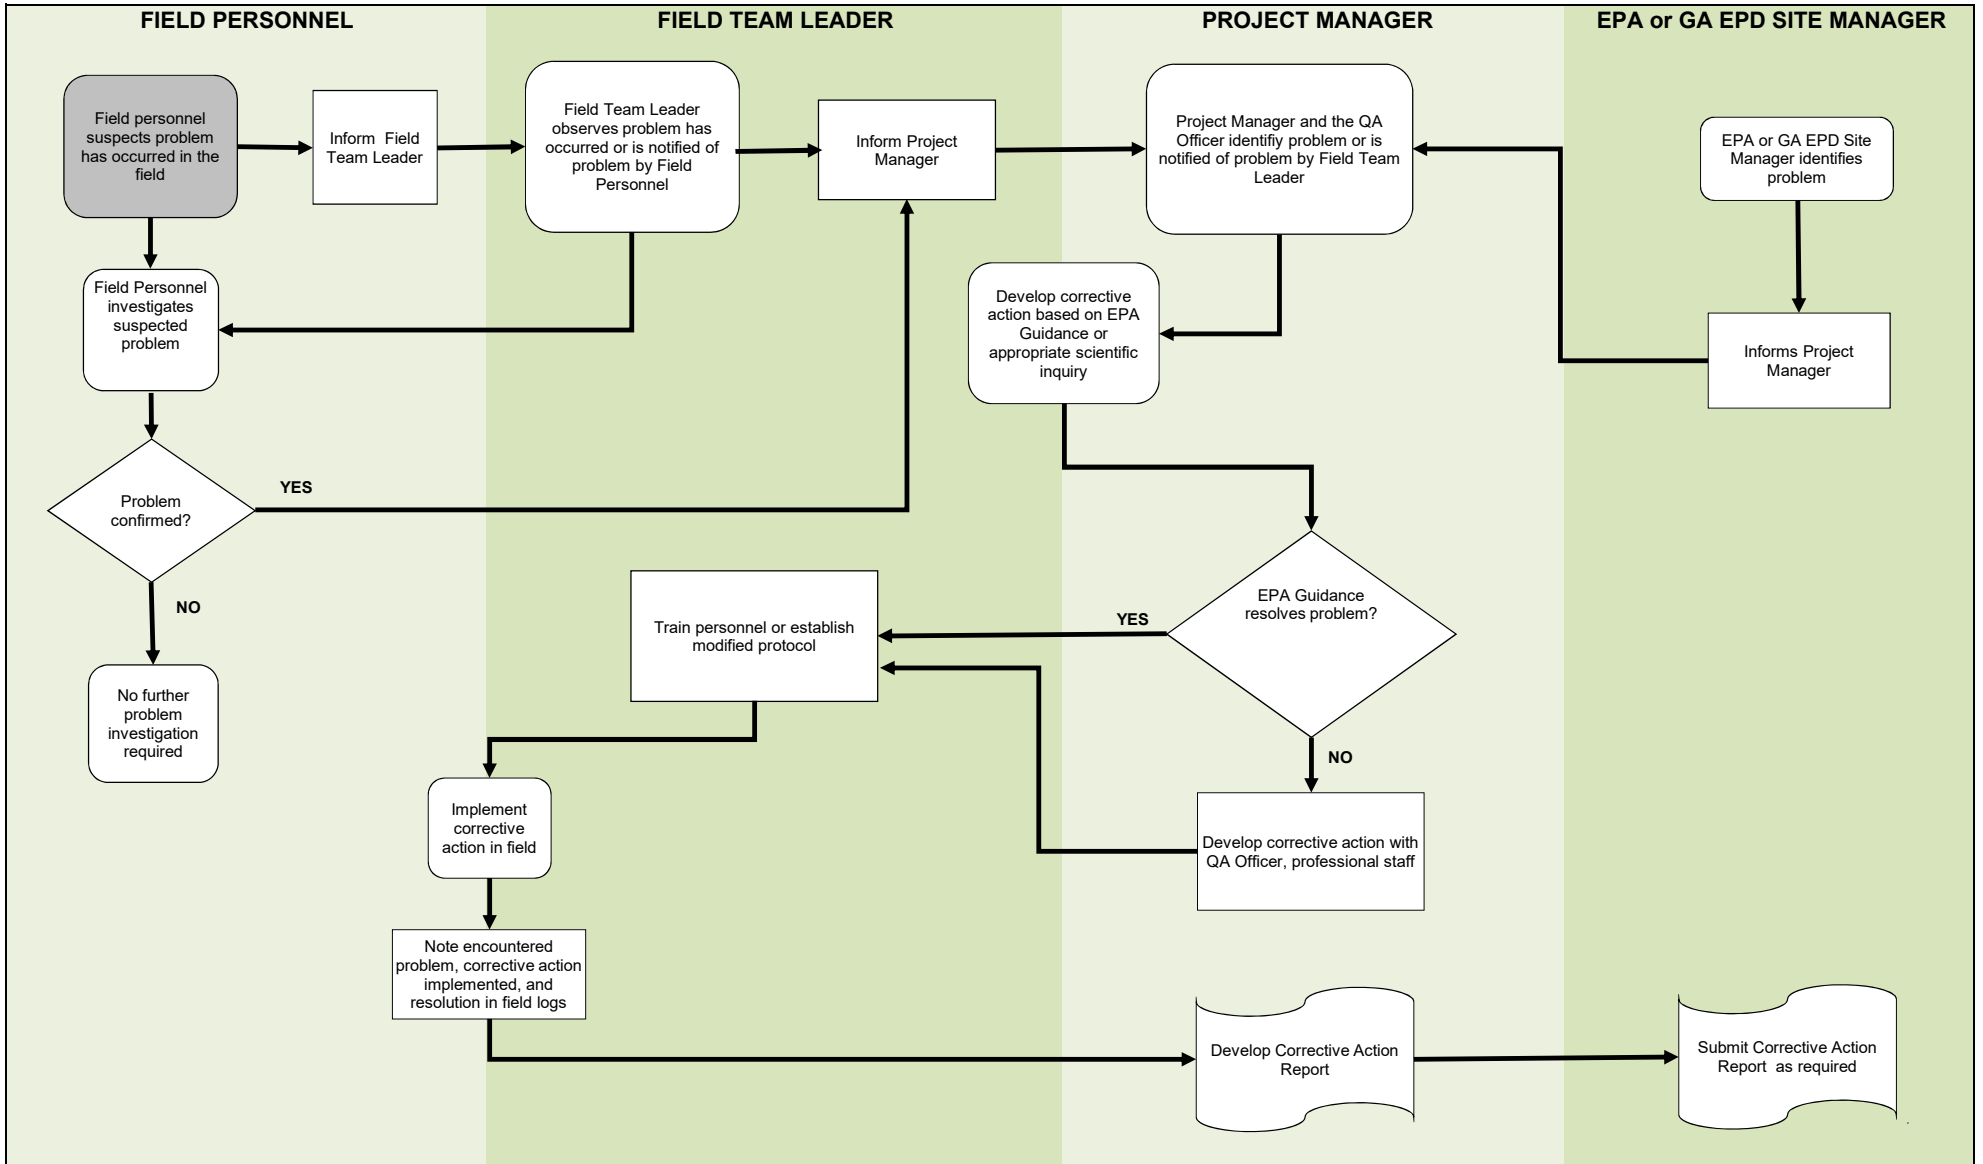 FIELD PERSONNEL
FIELD TEAM LEADER
PROJECT MANAGER
EPA or GA EPD SITE MANAGER
Field personnel
suspects problem
has occurred in the
field
Inform Field
Team Leader
Field Team Leader
observes problem has
occurred or is notified of
problem by Field
Personnel
Inform Project
Manager
Project Manager and the QA
Officer identifiy problem or is
notified of problem by Field Team
Leader
EPA or GA EPD Site
Manager identifies
problem
Field Personnel
investigates
suspected
problem
Develop corrective
action based on EPA
Guidance or
appropriate scientific
inquiry
Informs Project
Manager
Problem
confirmed?
YES
NO
No further
problem
investigation
required
EPA Guidance
resolves problem?
YES
NO
Train personnel or establish
modified protocol
Implement
corrective
action in field
Develop corrective action with
QA Officer, professional staff
Note encountered
problem, corrective action
implemented, and
resolution in field logs
Develop Corrective Action
Report
Submit Corrective Action
Report as required